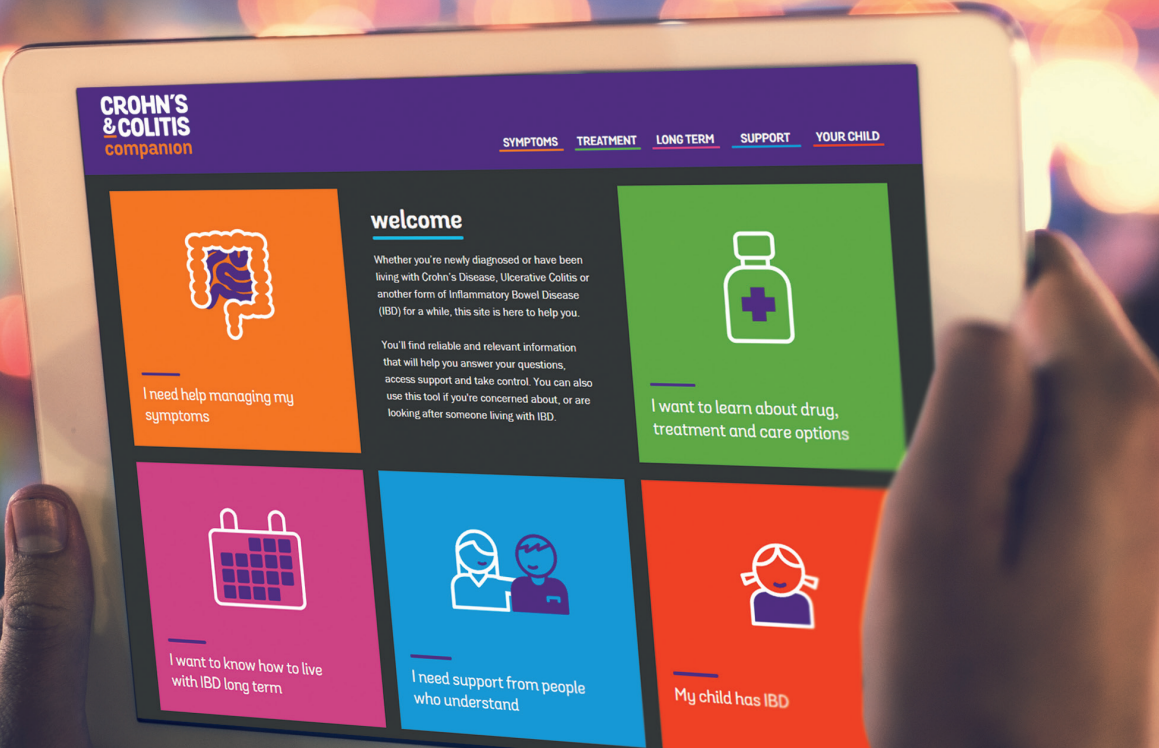 CROHN'S
& COLITIS
companion
SYMPTOMS TREATMENT LONG TERM SUPPORT YOUR CHILD
welcome
Whether you're newly diagnosed or have been
living with Crohn's Disease, Ulcerative Colitis or
another form of Inflammatory Bowel Disease
(IBD) for a while, this site is here to help you.
You'll find reliable and relevant information
that will help you answer your questions,
access support and take control. You can also
use this tool if you're concerned about, or are
looking after someone living with IBD.
I need help managing my
symptoms
I want to learn about drug,
treatment and care options
I want to know how to live
with IBD long term
I need support from people
who understand
My child has IBD